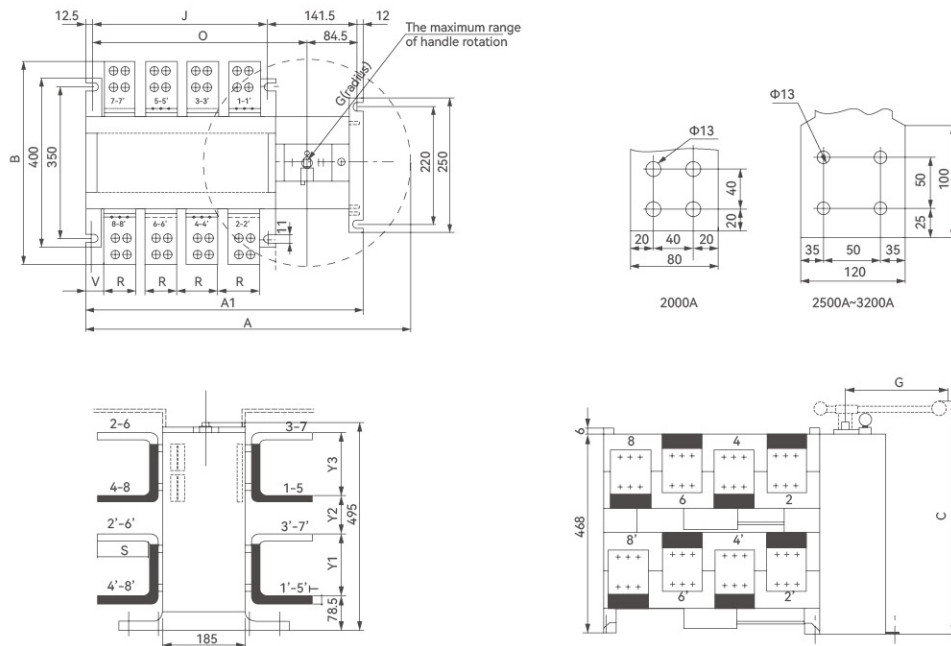 12.5
J
141.5
12
O
84.5
The maximum range
of handle rotation
G(radius)
7-7'
5-5'
3-3'
1-1'
B
400
350
220
250
8-8'
6-6'
4-4'
2-2'
11
V
R
R
R
R
A1
A
Φ13
40
20
20
40
20
80
2000A
Φ13
50
100
25
35
50
35
120
2500A~3200A
2-6
3-7
4-8
1-5
2'-6'
3'-7'
S
4'-8'
1'-5'
T
Y3
Y2
Y1
495
78.5
185
G
6
8
4
6
2
8'
4'
6'
2'
468
C